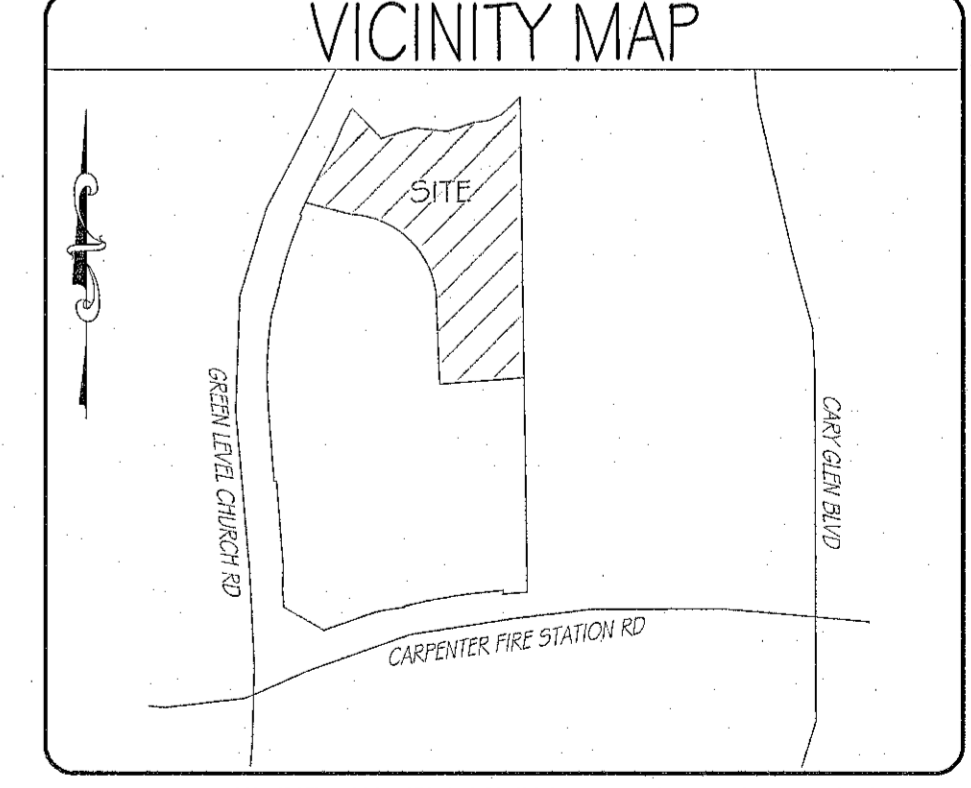 VICINITY MAP
SITE
GREEN LEVEL CHURCH RD
CARY GLEN BLVD
CARPENTER FIRE STATION RD